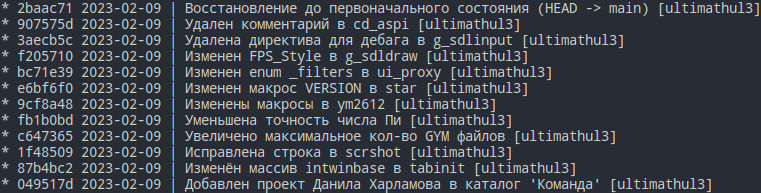 * 2baac71 2023-02-09 | Восстановление до первоначального состояния (HEAD -> main) [ultimathul3]
* 907575d 2023-02-09 | Удален комментарий в cd_aspi [ultimathul3]
* 3aecb5c 2023-02-09 | Удалена директива для дебага в g_sdlinput [ultimathul3]
* f205710 2023-02-09 | Изменен FPS_Style в g_sdldraw [ultimathul3]
* bc71e39 2023-02-09 | Изменен enum _filters в ui_proxy [ultimathul3]
* e6bf6f0 2023-02-09 | Изменен макрос VERSION в star [ultimathul3]
* 9cf8a48 2023-02-09 | Изменены макросы в ym2612 [ultimathul3]
* fb1b0bd 2023-02-09 | Уменьшена точность числа Пи [ultimathul3]
* c647365 2023-02-09 | Увеличено максимальное кол-во GYM файлов [ultimathul3]
* 1f48509 2023-02-09 | Исправлена строка в scrshot [ultimathul3]
* 87b4bc2 2023-02-09 | Изменён массив intwinbase в tabinit [ultimathul3]
* 049517d 2023-02-09 | Добавлен проект Данила Харламова в каталог 'Команда' [ultimathul3]